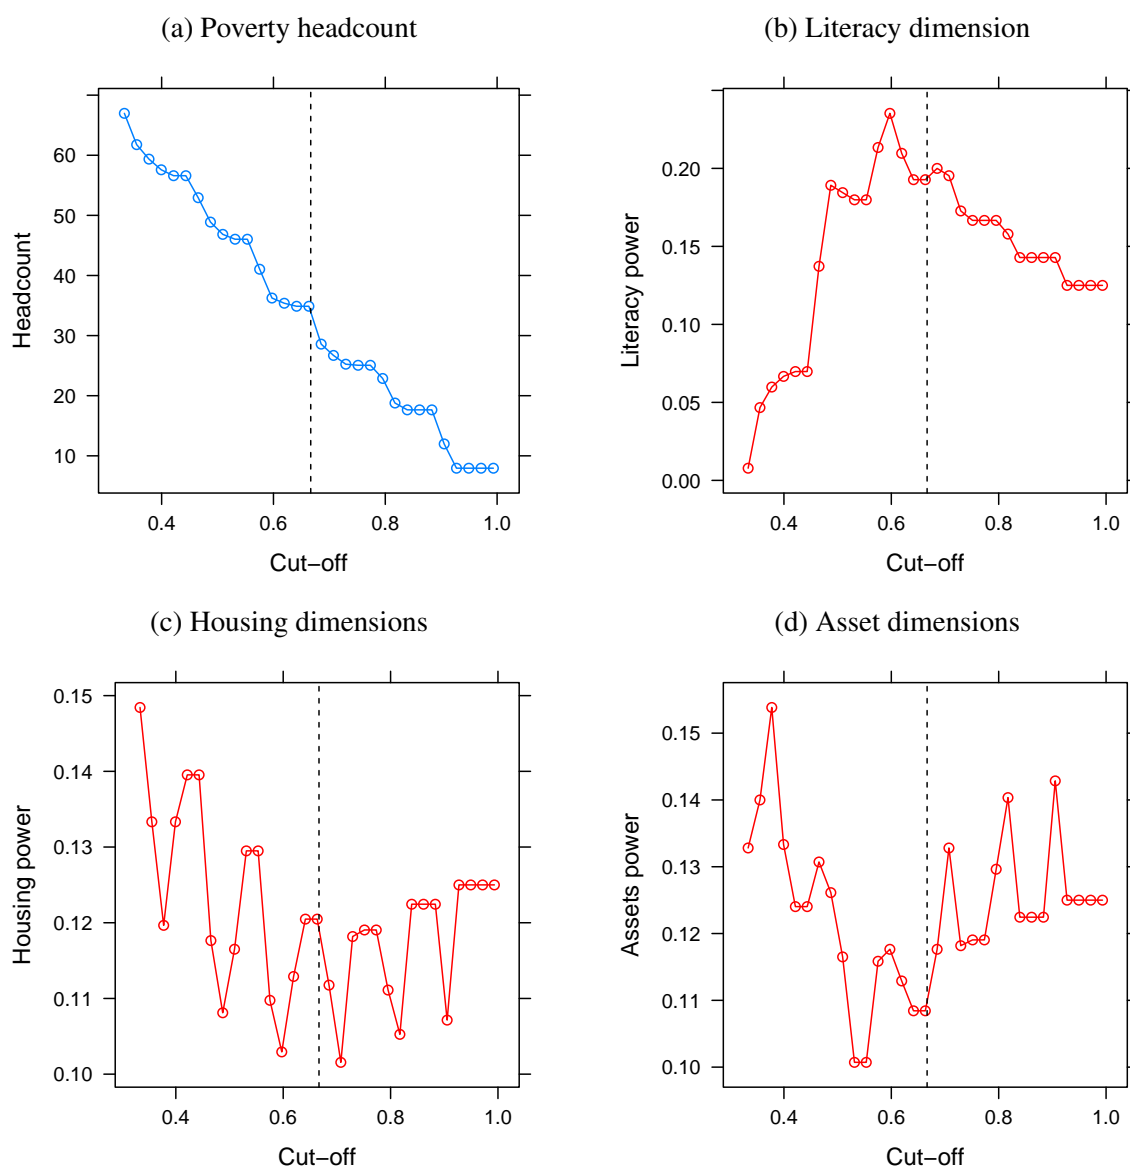 (a) Poverty headcount
Headcount
60
50
40
30
20
10
0.4 0.6 0.8 1.0
Cut−off
(b) Literacy dimension
Literacy power
0.20
0.15
0.10
0.05
0.00
0.4 0.6 0.8 1.0
Cut−off
(c) Housing dimensions
Housing power
0.15
0.14
0.13
0.12
0.11
0.10
0.4 0.6 0.8 1.0
Cut−off
(d) Asset dimensions
Assets power
0.15
0.14
0.13
0.12
0.11
0.10
0.4 0.6 0.8 1.0
Cut−off